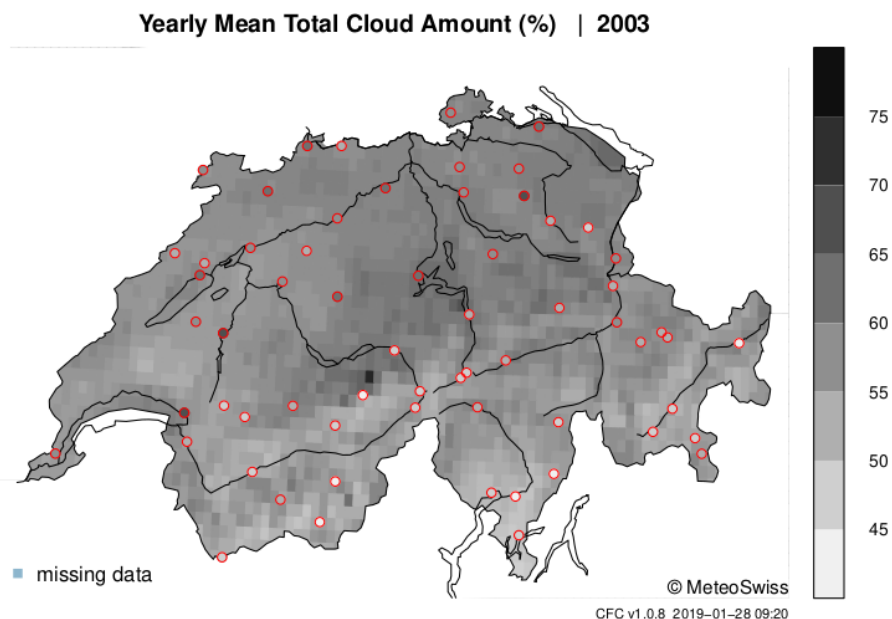 Yearly Mean Total Cloud Amount (%) | 2003
75
70
65
60
55
50
45
missing data
© MeteoSwiss
CFC v1.0.8 2019−01−28 09:20